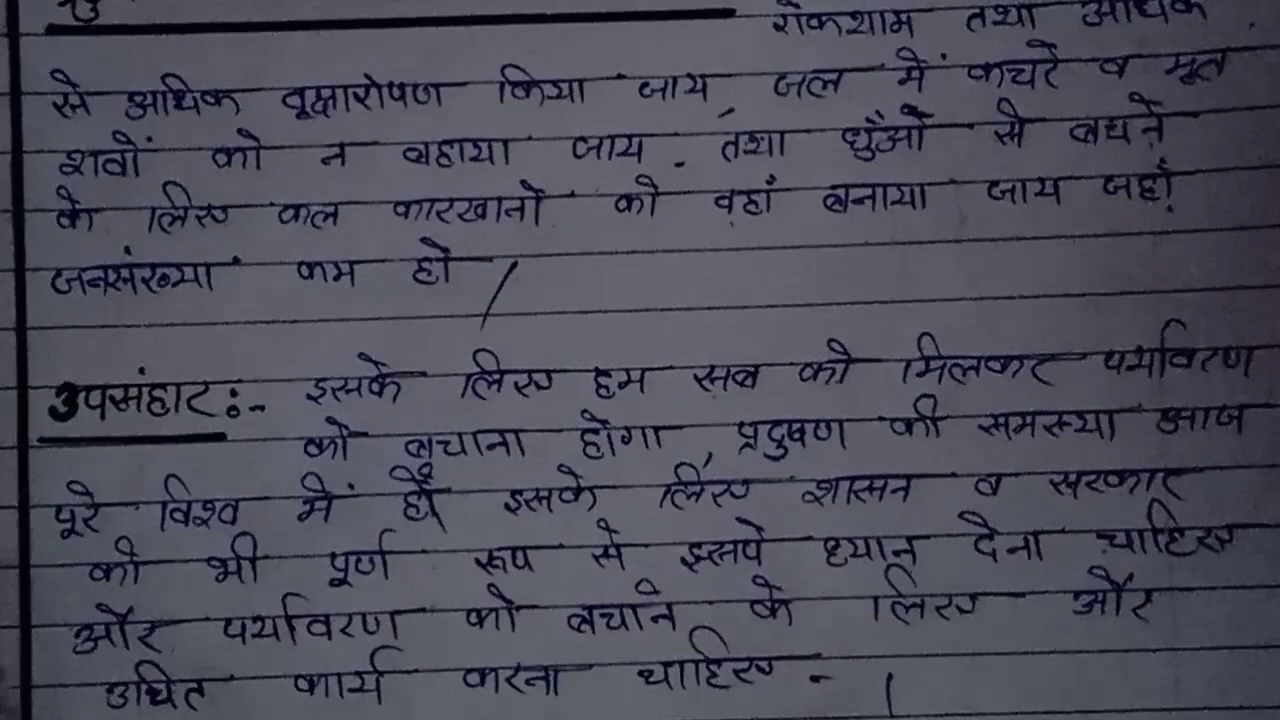 रोकथाम तथा अधिक
से अधिक वृक्षारोपण किया जाय, जल में कचरे व मृत
शवों को न बहाया जाय. तथा धुँओ से बचने
के लिए कल कारखानो को वहाँ बनाया जाय जहाँ
जनसंख्या कम हो /
उपसंहार :- इसके लिए हम सब को मिलकर पर्यावरण
को बचाना होगा, प्रदुषण की समस्या आज
पूरे विश्व में है इसके लिए शासन व सरकार
को भी पूर्ण रूप से इसपे ध्यान देना चाहिए
और पर्यावरण को बचाने के लिए और
उचित कार्य करना चाहिए - |